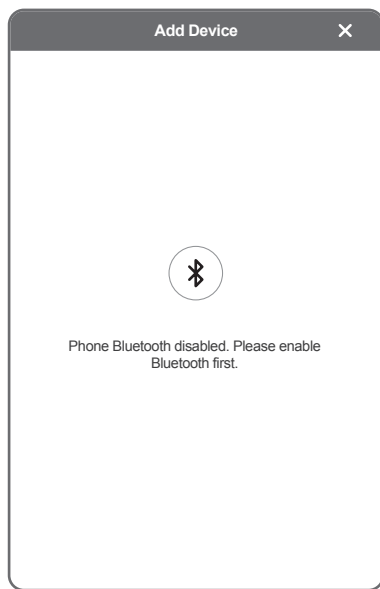 Add Device
Phone Bluetooth disabled. Please enable
Bluetooth first.